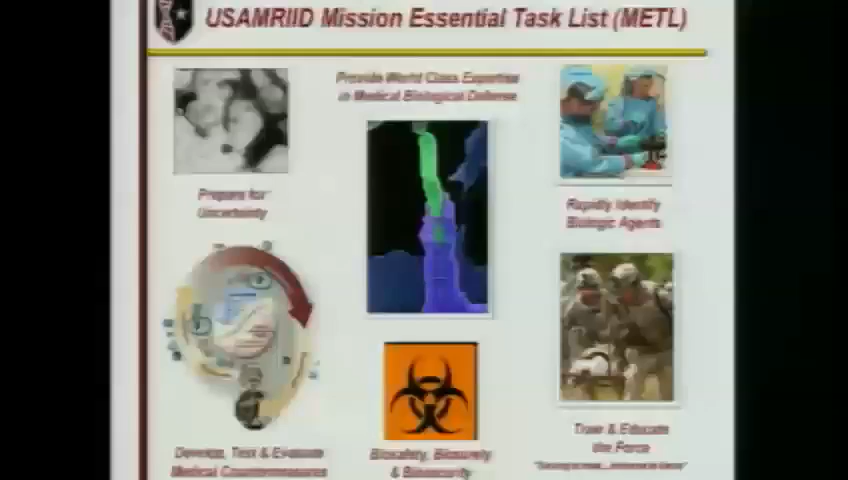 USAMRIID Mission Essential Task List (METL)
Provide World Class Expertise
in Medical Biological Defense
Prepare for
Uncertainty
Rapidly Identify
Biologic Agents
Develop, Test & Evaluate
Medical Countermeasures
Biosafety, Biosurety
& Biosecurity
Train & Educate
the Force